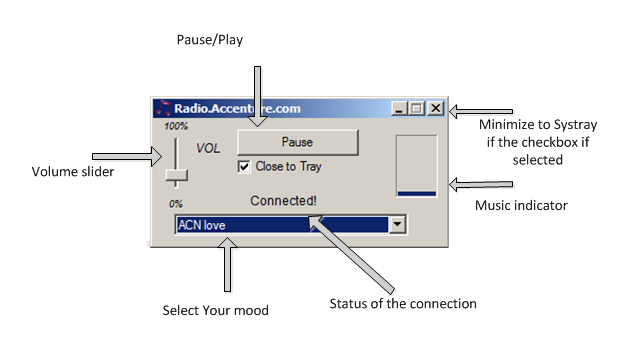 Pause/Play
Radio.Accenture.com
100%
VOL
Pause
Close to Tray
Minimize to Systray
if the checkbox if
selected
Volume slider
0%
Connected!
Music indicator
ACN love
Select Your mood
Status of the connection